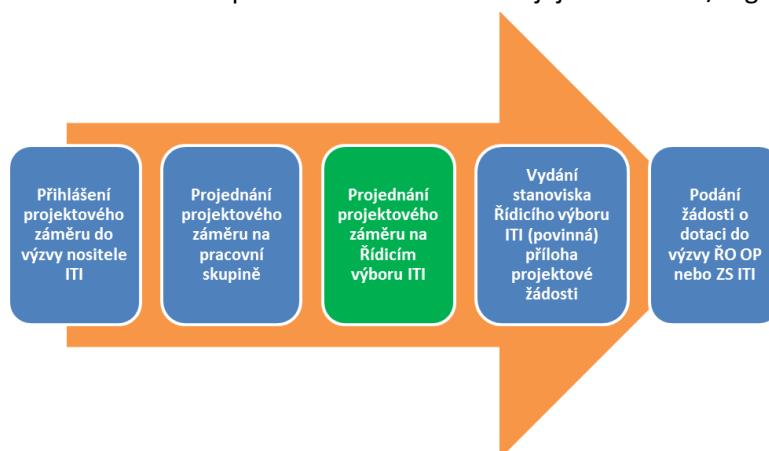 Přihlášení
projektového
záměru do
výzvy nositele
ITI
Projednání
projektového
záměru na
pracovní
skupině
Projednání
projektového
záměru na
Řídicím
výboru ITI
Vydání
stanoviska
Řídicího výboru
ITI (povinná)
příloha
projektové
žádosti
Podání
žádosti o
dotaci do
výzvy ŘO OP
nebo ZS ITI